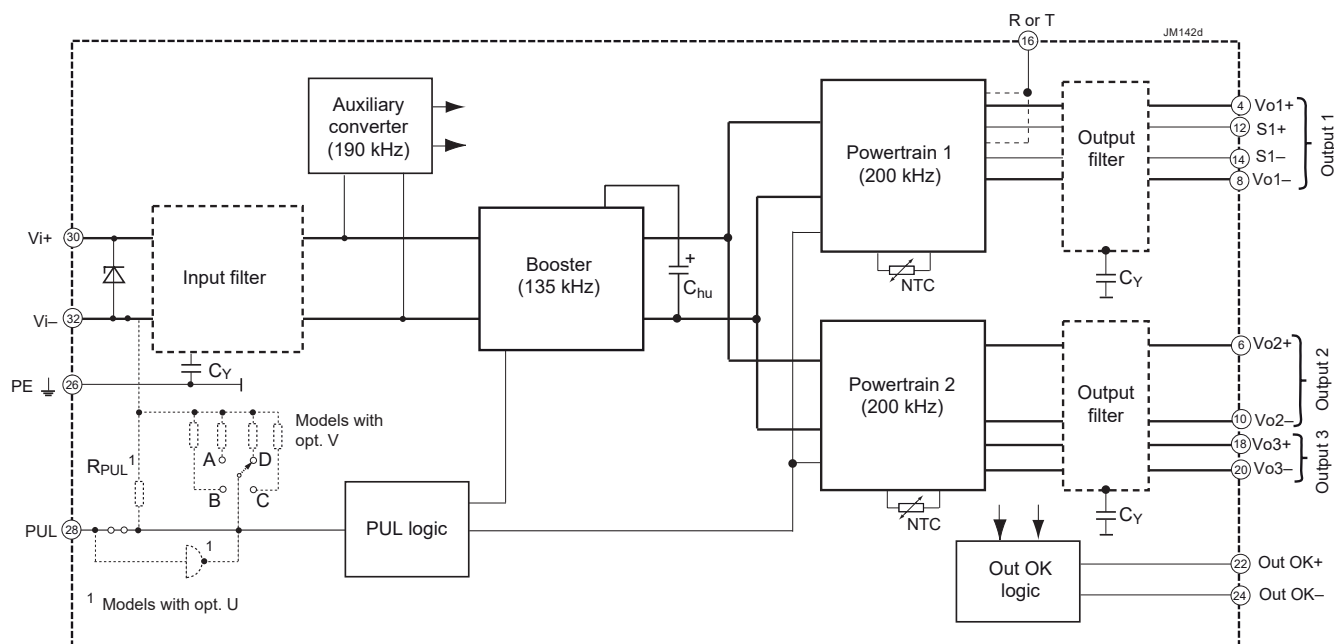 R or T
16
JM142d
Auxiliary
converter
(190 kHz)
Powertrain 1
(200 kHz)
NTC
Output
filter
CY
4 Vo1+
12 S1+
14 S1–
8 Vo1–
Output 1
Vi+ 30
Input filter
Booster
(135 kHz)
+
Chu
Vi– 32
CY
PE 26
Powertrain 2
(200 kHz)
NTC
Output
filter
CY
6 Vo2+
10 Vo2–
Output 2
18 Vo3+
20 Vo3–
Output 3
Models with
opt. V
A D
B C
RPUL1
PUL 28
PUL logic
1
1 Models with opt. U
Out OK
logic
22 Out OK+
24 Out OK–